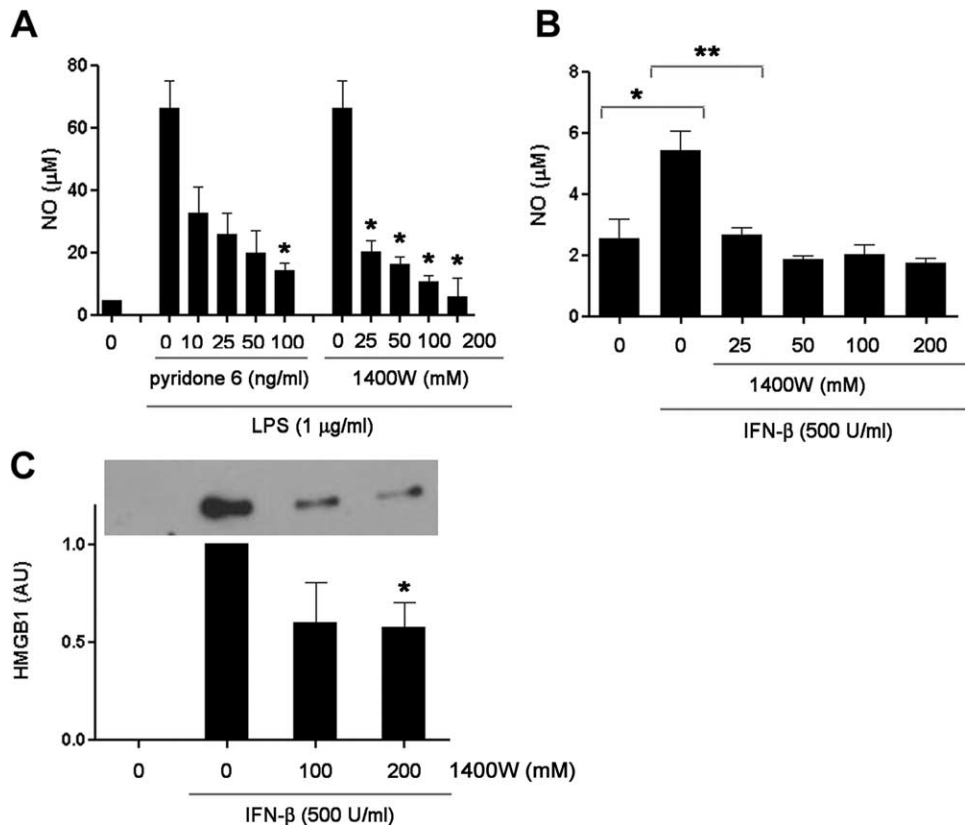 A
80
60
40
20
0
NO (μM)
* * * * *
0 0 10 25 50 100 0 25 50 100 200
pyridone 6 (ng/ml) 1400W (mM)
LPS (1 μg/ml)
B
**
*
8
6
4
2
0
NO (μM)
0 0 25 50 100 200
1400W (mM)
IFN-β (500 U/ml)
C
1.0
0.5
0.0
HMGB1 (AU)
*
0 0 100 200 1400W (mM)
IFN-β (500 U/ml)